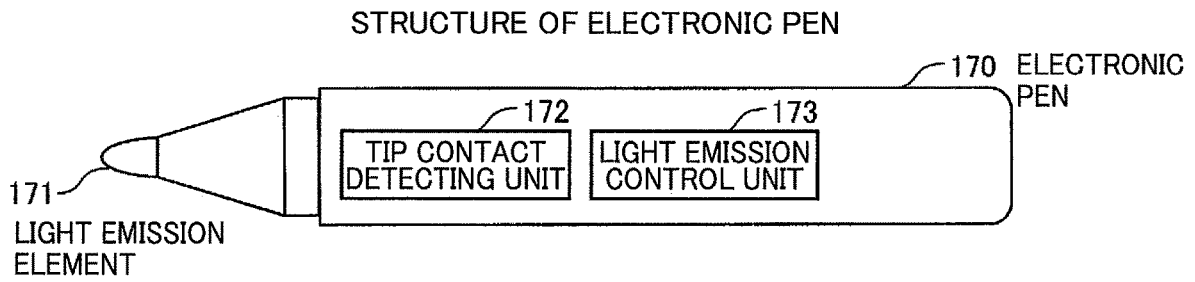 STRUCTURE OF ELECTRONIC PEN
170 ELECTRONIC
PEN
172
173
TIP CONTACT
DETECTING UNIT
LIGHT EMISSION
CONTROL UNIT
171
LIGHT EMISSION
ELEMENT